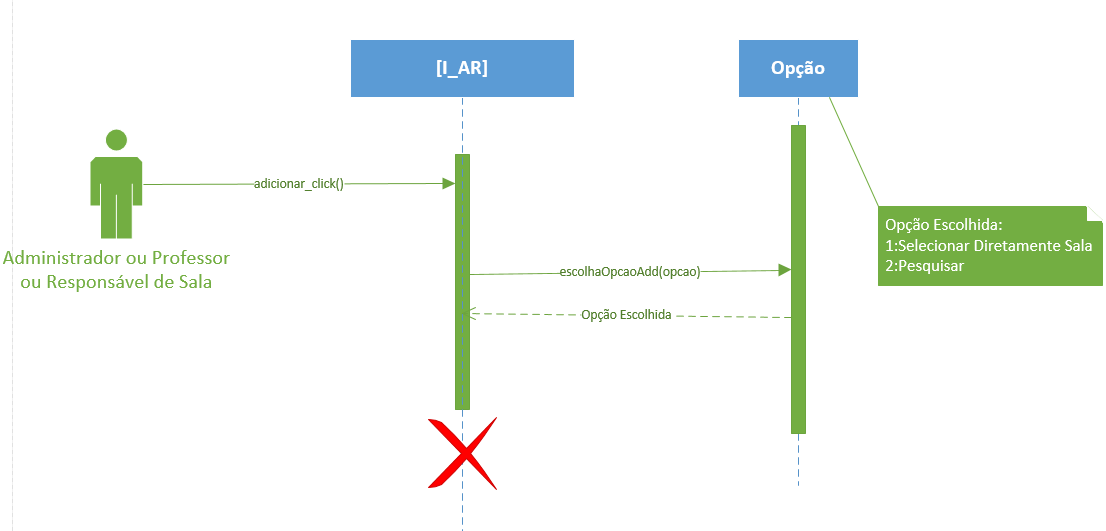 [I_AR]
Opção
adicionar_click()
Administrador ou Professor
ou Responsável de Sala
Opção Escolhida:
1:Selecionar Diretamente Sala
2:Pesquisar
escolhaOpcaoAdd(opcao)
Opção Escolhida